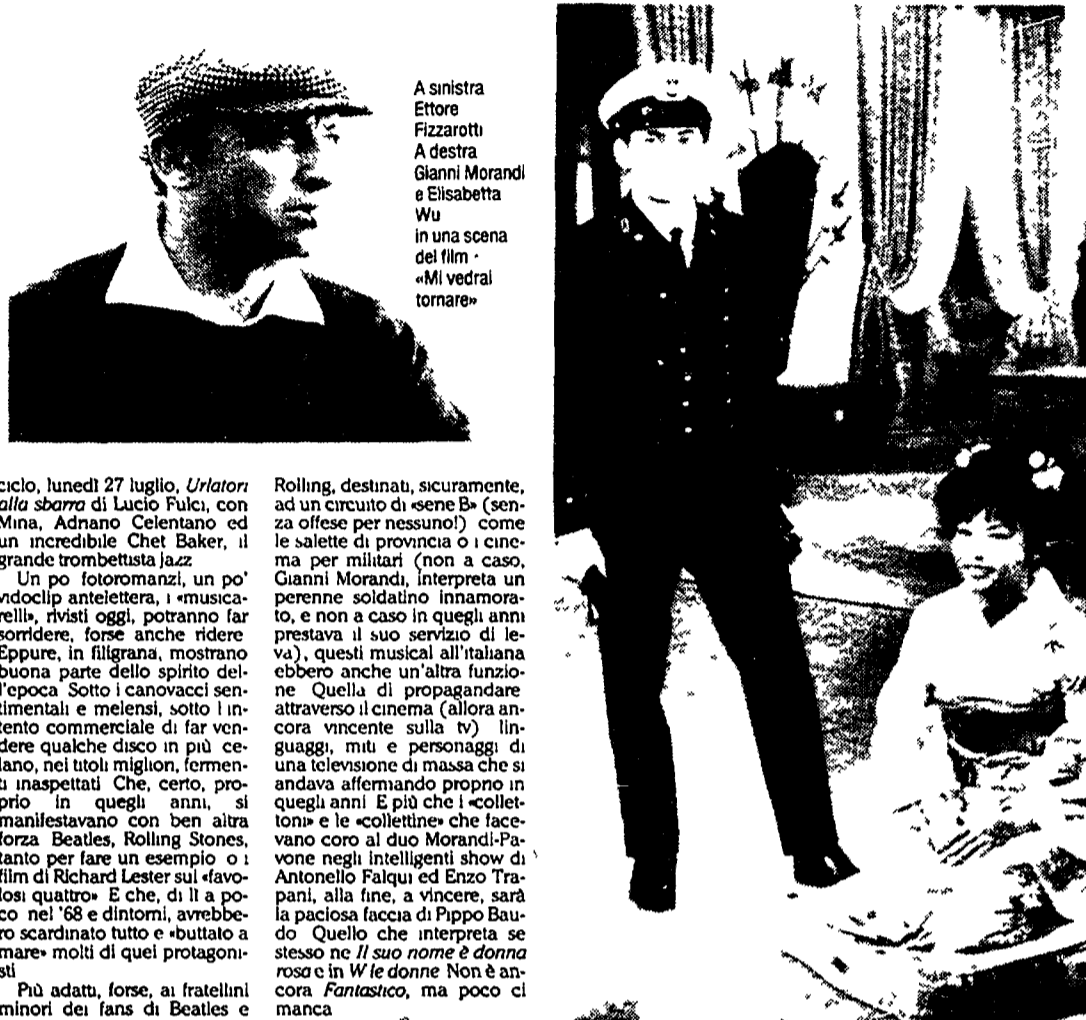 A sinistra
Ettore
Fizzarotti
A destra
Gianni Morandi
e Elisabetta
Wu
in una scena
del film ·
«Mi vedrai
tornare»
ciclo, lunedì 27 luglio, Urlatori
alla sbarra di Lucio Fulci, con
Mina, Adriano Celentano ed
un incredibile Chet Baker, il
grande trombettista jazz
Un po fotoromanzi, un po'
vidoclip antelettera, i «musica-
relli», rivisti oggi, potranno far
sorridere, forse anche ridere
Eppure, in filigrana, mostrano
buona parte dello spirito del-
l'epoca Sotto i canovacci sen-
timentali e melensi, sotto l in-
tento commerciale di far ven-
dere qualche disco in più ce-
lano, nei titoli migliori, fermen-
ti inaspettati Che, certo, pro-
prio in quegli anni, si
manifestavano con ben altra
forza Beatles, Rolling Stones,
tanto per fare un esempio o i
film di Richard Lester sui «favo-
losi quattro» E che, di lì a po-
co nel '68 e dintorni, avrebbe-
ro scardinato tutto e «buttato a
mare» molti di quei protagoni-
sti
Più adatti, forse, ai fratellini
minori dei fans di Beatles e
Rolling, destinati, sicuramente,
ad un circuito di «serie B» (sen-
za offese per nessuno!) come
le salette di provincia o i cine-
ma per militari (non a caso,
Gianni Morandi, interpreta un
perenne soldatino innamora-
to, e non a caso in quegli anni
prestava il suo servizio di le-
va), questi musical all'italiana
ebbero anche un'altra funzio-
ne Quella di propagandare
attraverso il cinema (allora an-
cora vincente sulla tv) lin-
guaggi, miti e personaggi di
una televisione di massa che si
andava affermando proprio in
quegli anni E più che i «collet-
toni» e le «collettine» che face-
vano coro al duo Morandi-Pa-
vone negli intelligenti show di
Antonello Falqui ed Enzo Tra-
pani, alla fine, a vincere, sarà
la paciosa faccia di Pippo Bau-
do Quello che interpreta se
stesso ne Il suo nome è donna
rosa e in W le donne Non è an-
cora Fantastico, ma poco ci
manca